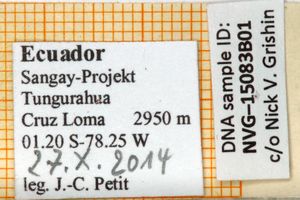 Ecuador
Sangay-Projekt
Tungurahua
Cruz Loma 2950 m
01.20 S-78.25 W
27.X.2014
leg. J.-C. Petit
DNA sample ID:
NVG-15083B01
c/o Nick V. Grishin